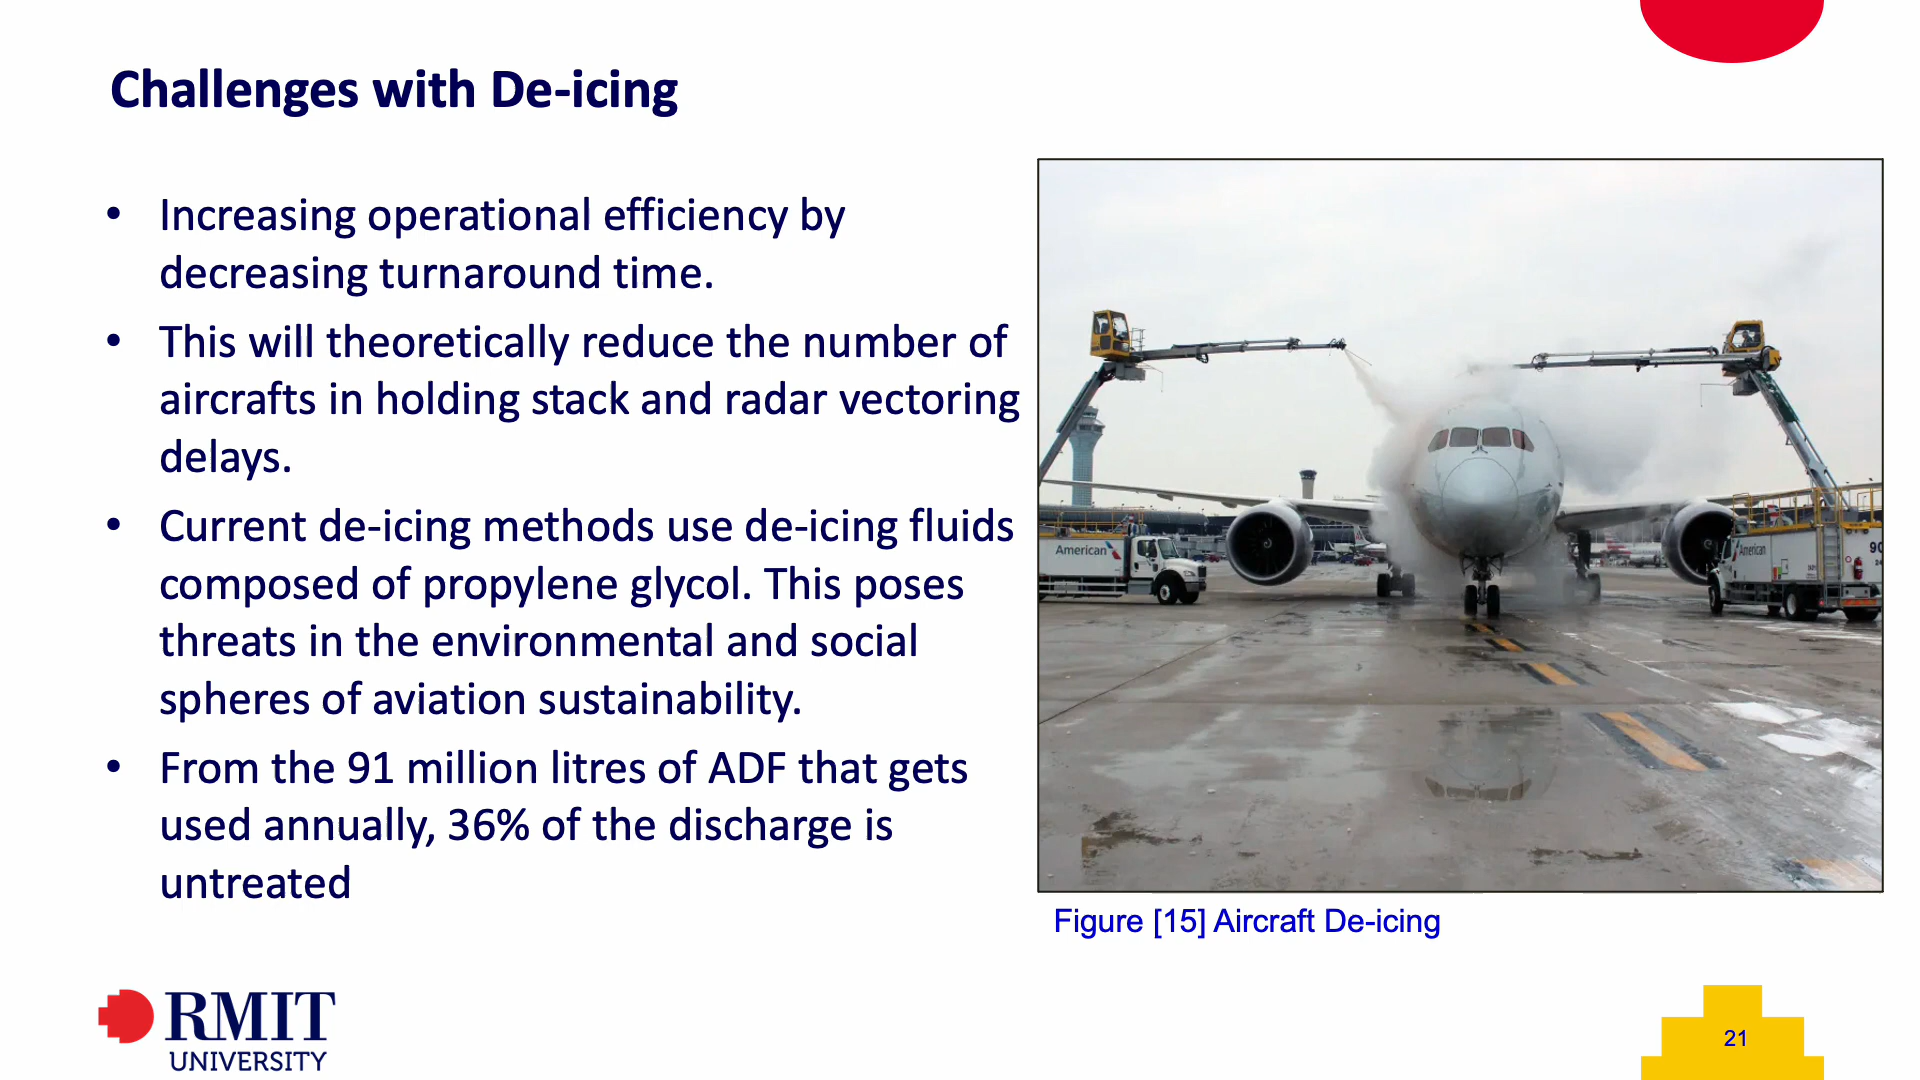 Challenges with De-icing
• Increasing operational efficiency by
decreasing turnaround time.
• This will theoretically reduce the number of
aircrafts in holding stack and radar vectoring
delays.
• Current de-icing methods use de-icing fluids
composed of propylene glycol. This poses
threats in the environmental and social
spheres of aviation sustainability.
• From the 91 million litres of ADF that gets
used annually, 36% of the discharge is
untreated
American
American
90
Figure [15] Aircraft De-icing
RMIT
UNIVERSITY
21